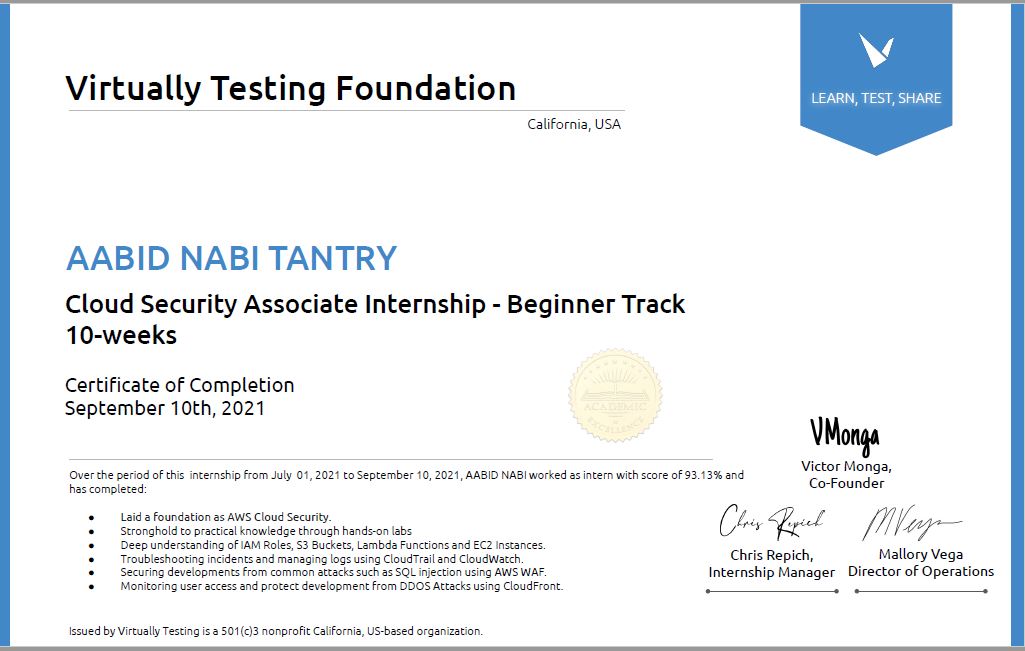 LEARN, TEST, SHARE
Virtually Testing Foundation
California, USA
AABID NABI TANTRY
Cloud Security Associate Internship - Beginner Track
10-weeks
Certificate of Completion
September 10th, 2021
ACADEMIC
EXCELLENCE
Over the period of this internship from July 01, 2021 to September 10, 2021, AABID NABI worked as intern with score of 93.13% and
has completed:
● Laid a foundation as AWS Cloud Security.
● Stronghold to practical knowledge through hands-on labs
● Deep understanding of IAM Roles, S3 Buckets, Lambda Functions and EC2 Instances.
● Troubleshooting incidents and managing logs using CloudTrail and CloudWatch.
● Securing developments from common attacks such as SQL injection using AWS WAF.
● Monitoring user access and protect development from DDOS Attacks using CloudFront.
Issued by Virtually Testing is a 501(c)3 nonprofit California, US-based organization.
VMonga
Victor Monga,
Co-Founder
Chris Repich
Chris Repich,
Internship Manager
Mallory Vega
Director of Operations